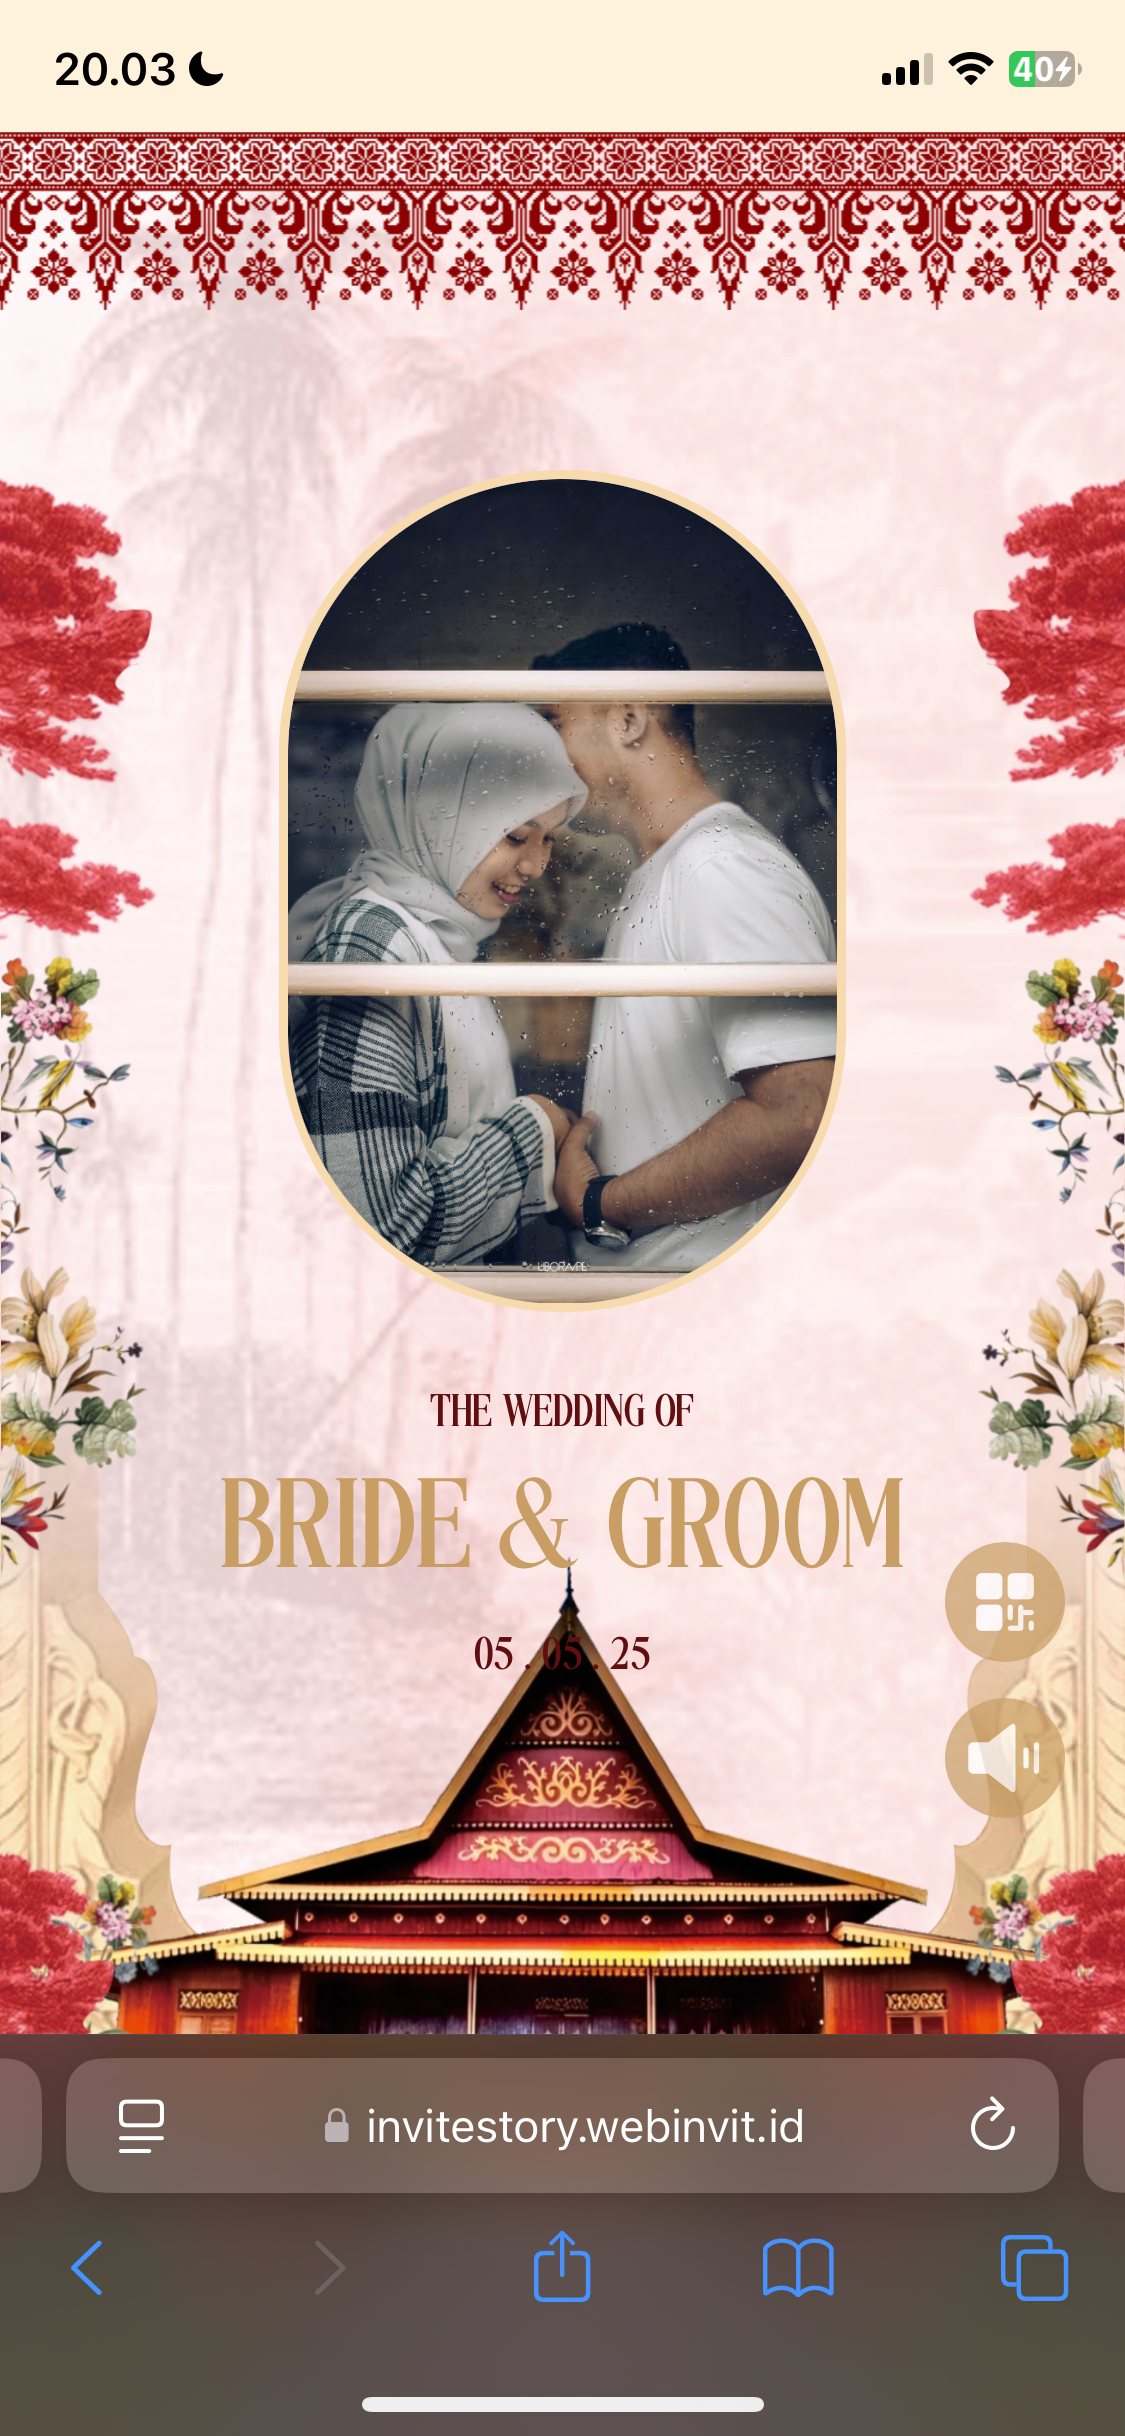 20.03
40
THE WEDDING OF
BRIDE & GROOM
05 . 05 . 25
invitestory.webinvit.id